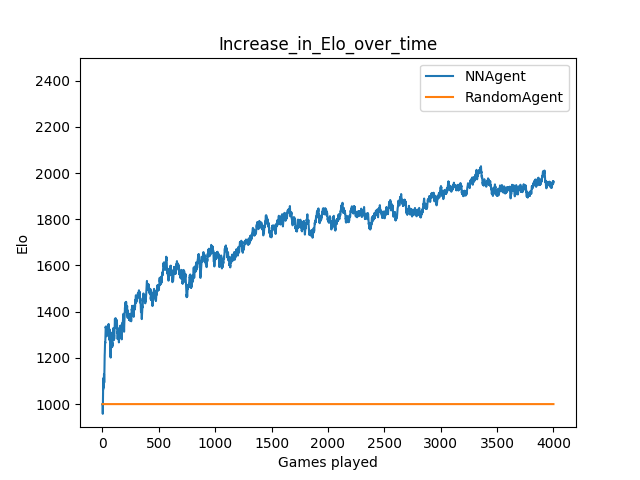 Increase_in_Elo_over_time
NNAgent
RandomAgent
2400
2200
2000
1800
1600
1400
1200
1000
Elo
0 500 1000 1500 2000 2500 3000 3500 4000
Games played